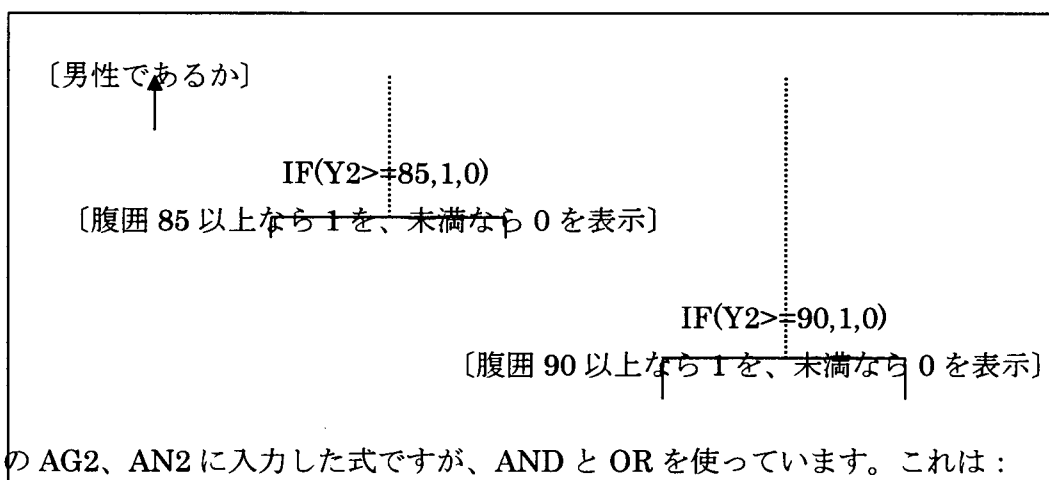 〔男性であるか〕
IF(Y2>=85,1,0)
〔腹囲 85 以上なら 1 を、未満なら 0 を表示〕
IF(Y2>=90,1,0)
〔腹囲 90 以上なら 1 を、未満なら 0 を表示〕
の AG2、AN2 に入力した式ですが、AND と OR を使っています。これは：